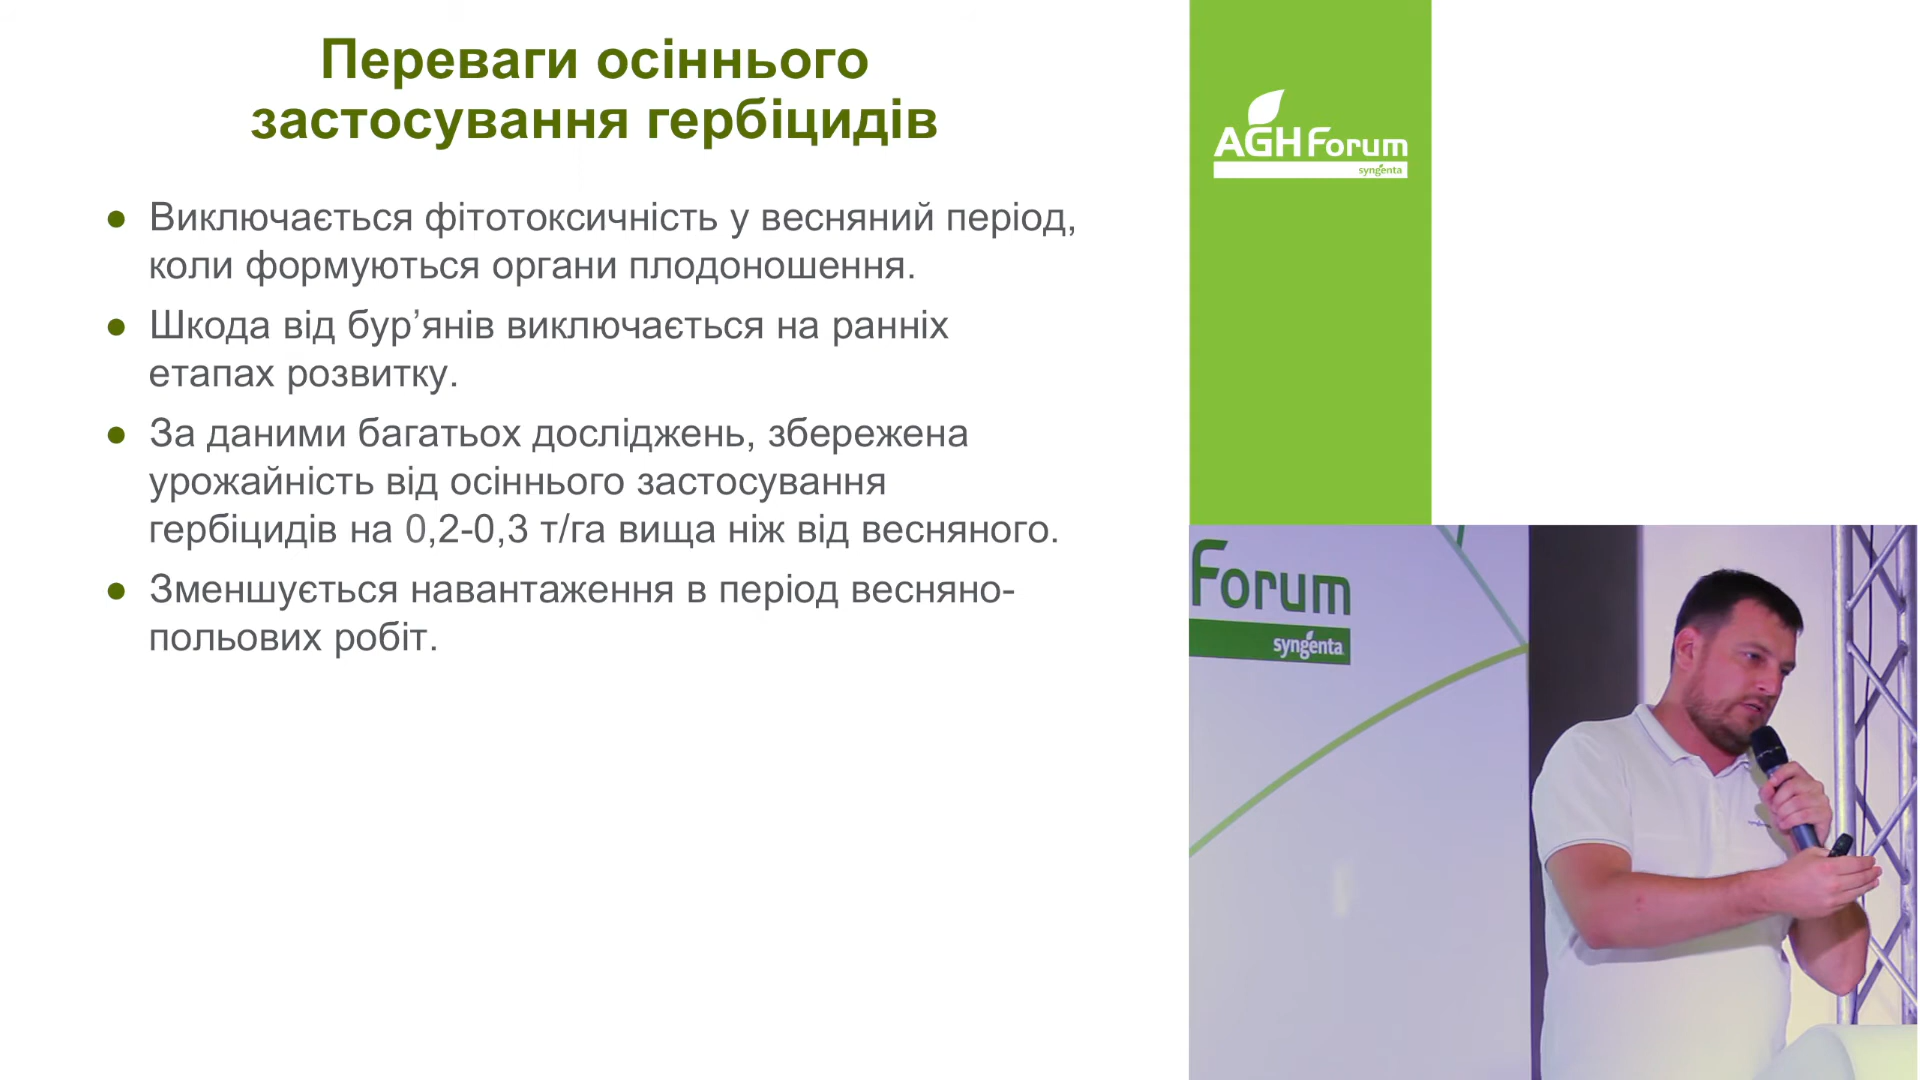 Переваги осіннього
застосування гербіцидів
● Виключається фітотоксичність у весняний період,
коли формуються органи плодоношення.
● Шкода від бур’янів виключається на ранніх
етапах розвитку.
● За даними багатьох досліджень, збережена
урожайність від осіннього застосування
гербіцидів на 0,2-0,3 т/га вища ніж від весняного.
● Зменшується навантаження в період весняно-
польових робіт.
AGH Forum
syngenta
Forum
syngenta